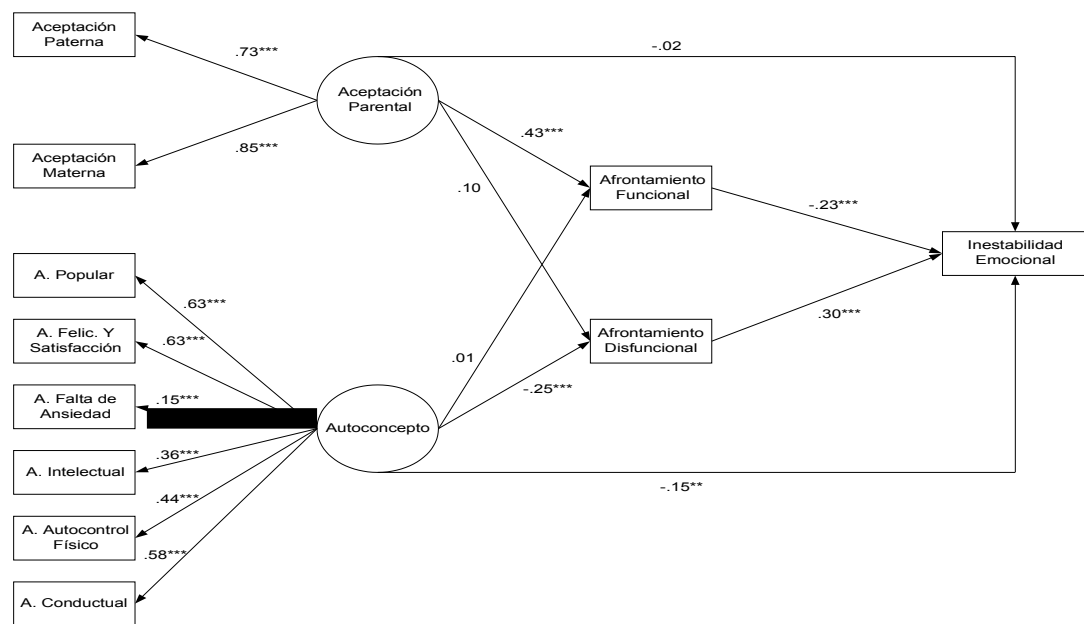 Aceptación
Paterna
.73***
-.02
Aceptación
Parental
.43***
Aceptación
Materna
.85***
Afrontamiento
Funcional
.10
-.23***
Inestabilidad
Emocional
A. Popular
.63***
A. Felic. Y
Satisfacción
.63***
Afrontamiento
Disfuncional
.30***
.01
A. Falta de
Ansiedad
.15***
-.25***
Autoconcepto
A. Intelectual
.36***
-.15**
.44***
A. Autocontrol
Físico
.58***
A. Conductual